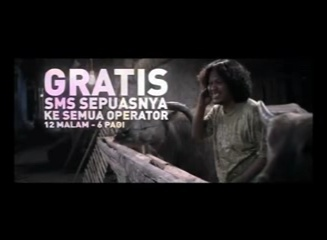 GRATIS
SMS SEPUASNYA
KE SEMUA OPERATOR
12 MALAM - 6 PAGI